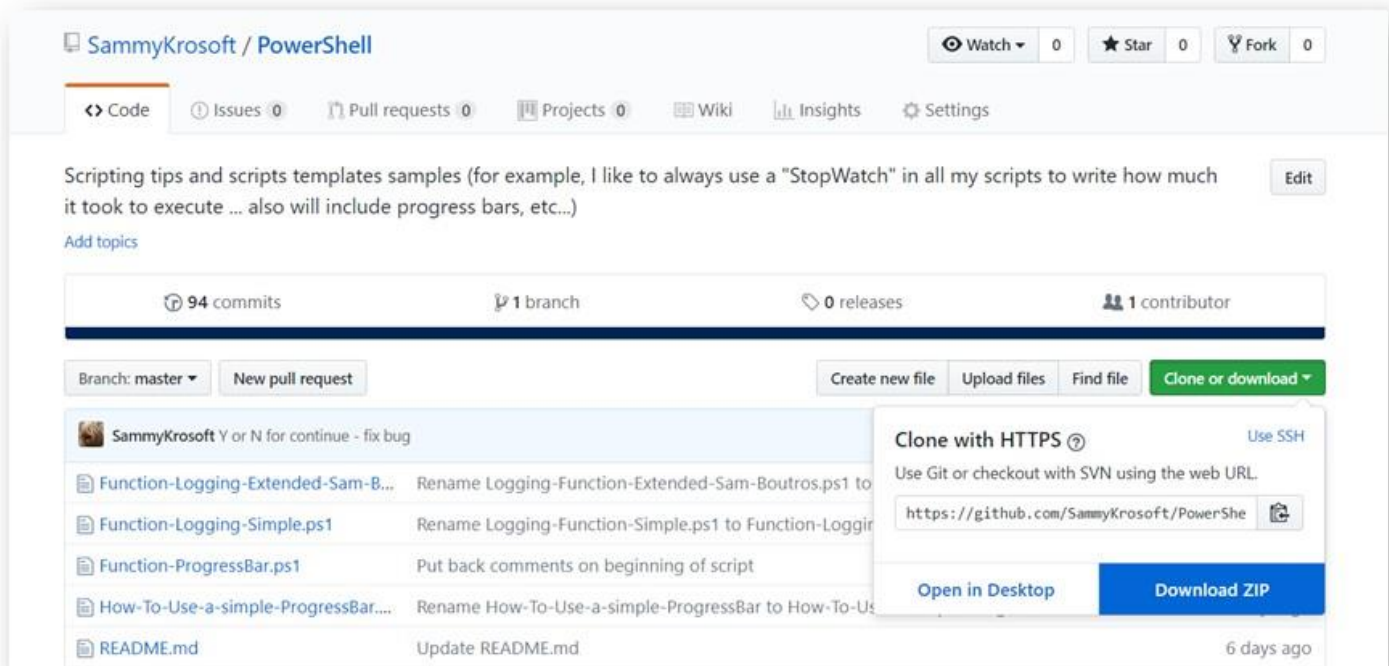 SammyKrosoft / PowerShell
Watch 0 Star 0 Fork 0
Code Issues 0 Pull requests 0 Projects 0 Wiki Insights Settings
Scripting tips and scripts templates samples (for example, I like to always use a "StopWatch" in all my scripts to write how much
it took to execute ... also will include progress bars, etc...)
Edit
Add topics
94 commits 1 branch 0 releases 1 contributor
Branch: master New pull request Create new file Upload files Find file Clone or download
SammyKrosoft Y or N for continue - fix bug
Function-Logging-Extended-Sam-B... Rename Logging-Function-Extended-Sam-Boutros.ps1 to
Function-Logging-Simple.ps1 Rename Logging-Function-Simple.ps1 to Function-Loggin
Function-ProgressBar.ps1 Put back comments on beginning of script
How-To-Use-a-simple-ProgressBar.... Rename How-To-Use-a-simple-ProgressBar to How-To-Us
README.md Update README.md 6 days ago
Clone with HTTPS Use SSH
Use Git or checkout with SVN using the web URL.
https://github.com/SammyKrosoft/PowerShe
Open in Desktop Download ZIP